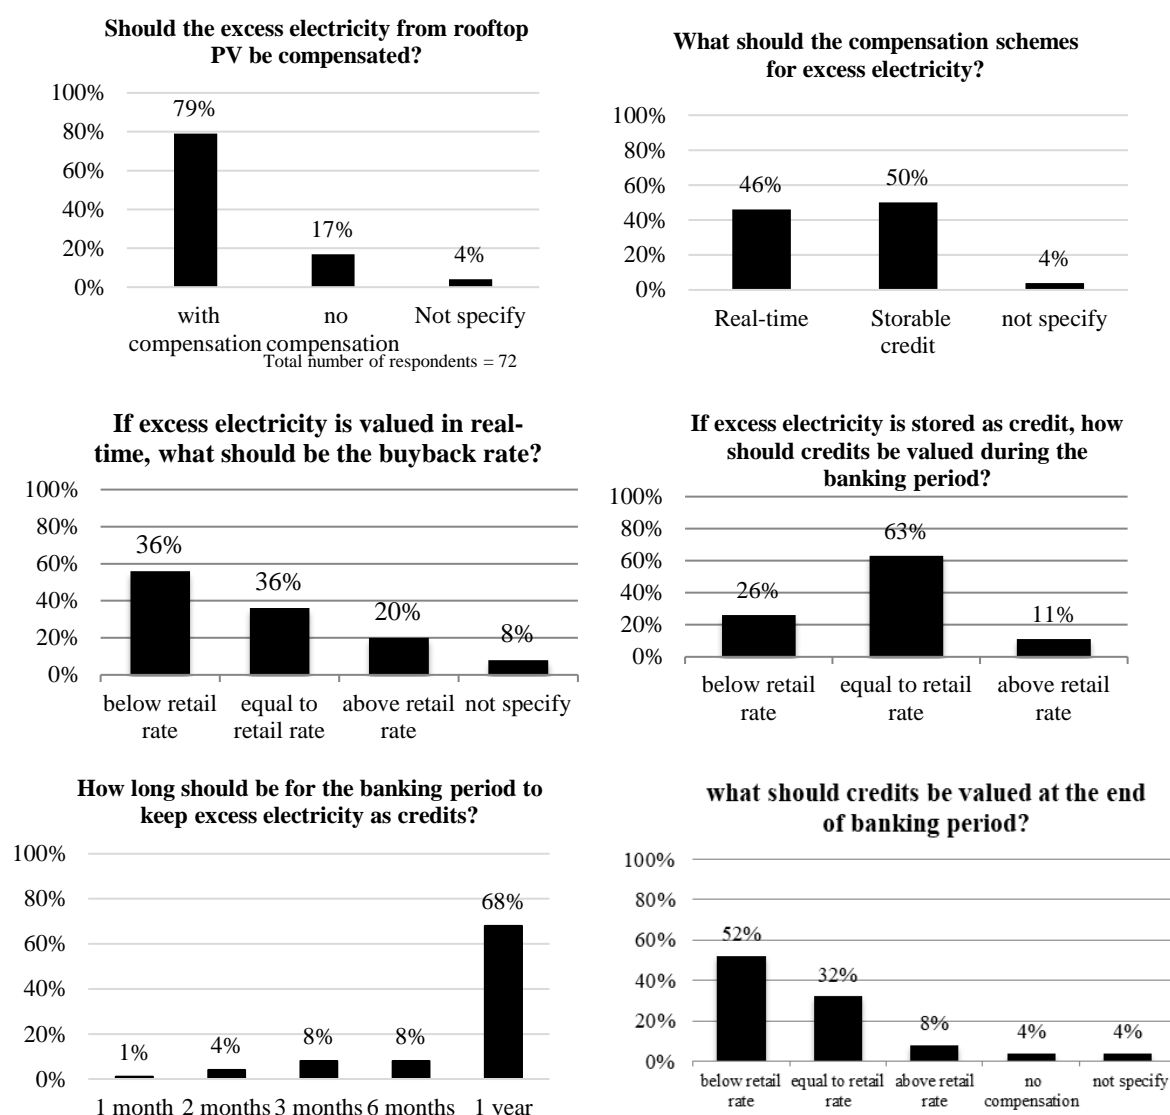 Should the excess electricity from rooftop
PV be compensated?
100%
80%
60%
40%
20%
0%
79%
17%
4%
with
compensation
no
compensation
Not specify
Total number of respondents = 72
What should the compensation schemes
for excess electricity?
100%
80%
60%
40%
20%
0%
46%
50%
4%
Real-time
Storable
credit
not specify
If excess electricity is valued in real-
time, what should be the buyback rate?
100%
80%
60%
40%
20%
0%
36%
36%
20%
8%
below retail
rate
equal to
retail rate
above retail
rate
not specify
If excess electricity is stored as credit, how
should credits be valued during the
banking period?
100%
80%
60%
40%
20%
0%
26%
63%
11%
below retail
rate
equal to retail
rate
above retail
rate
How long should be for the banking period to
keep excess electricity as credits?
100%
80%
60%
40%
20%
0%
1%
4%
8%
8%
68%
1 month 2 months 3 months 6 months 1 year
what should credits be valued at the end
of banking period?
100%
80%
60%
40%
20%
0%
52%
32%
8%
4%
4%
below retail
rate
equal to retail
rate
above retail
rate
no
compensation
not specify